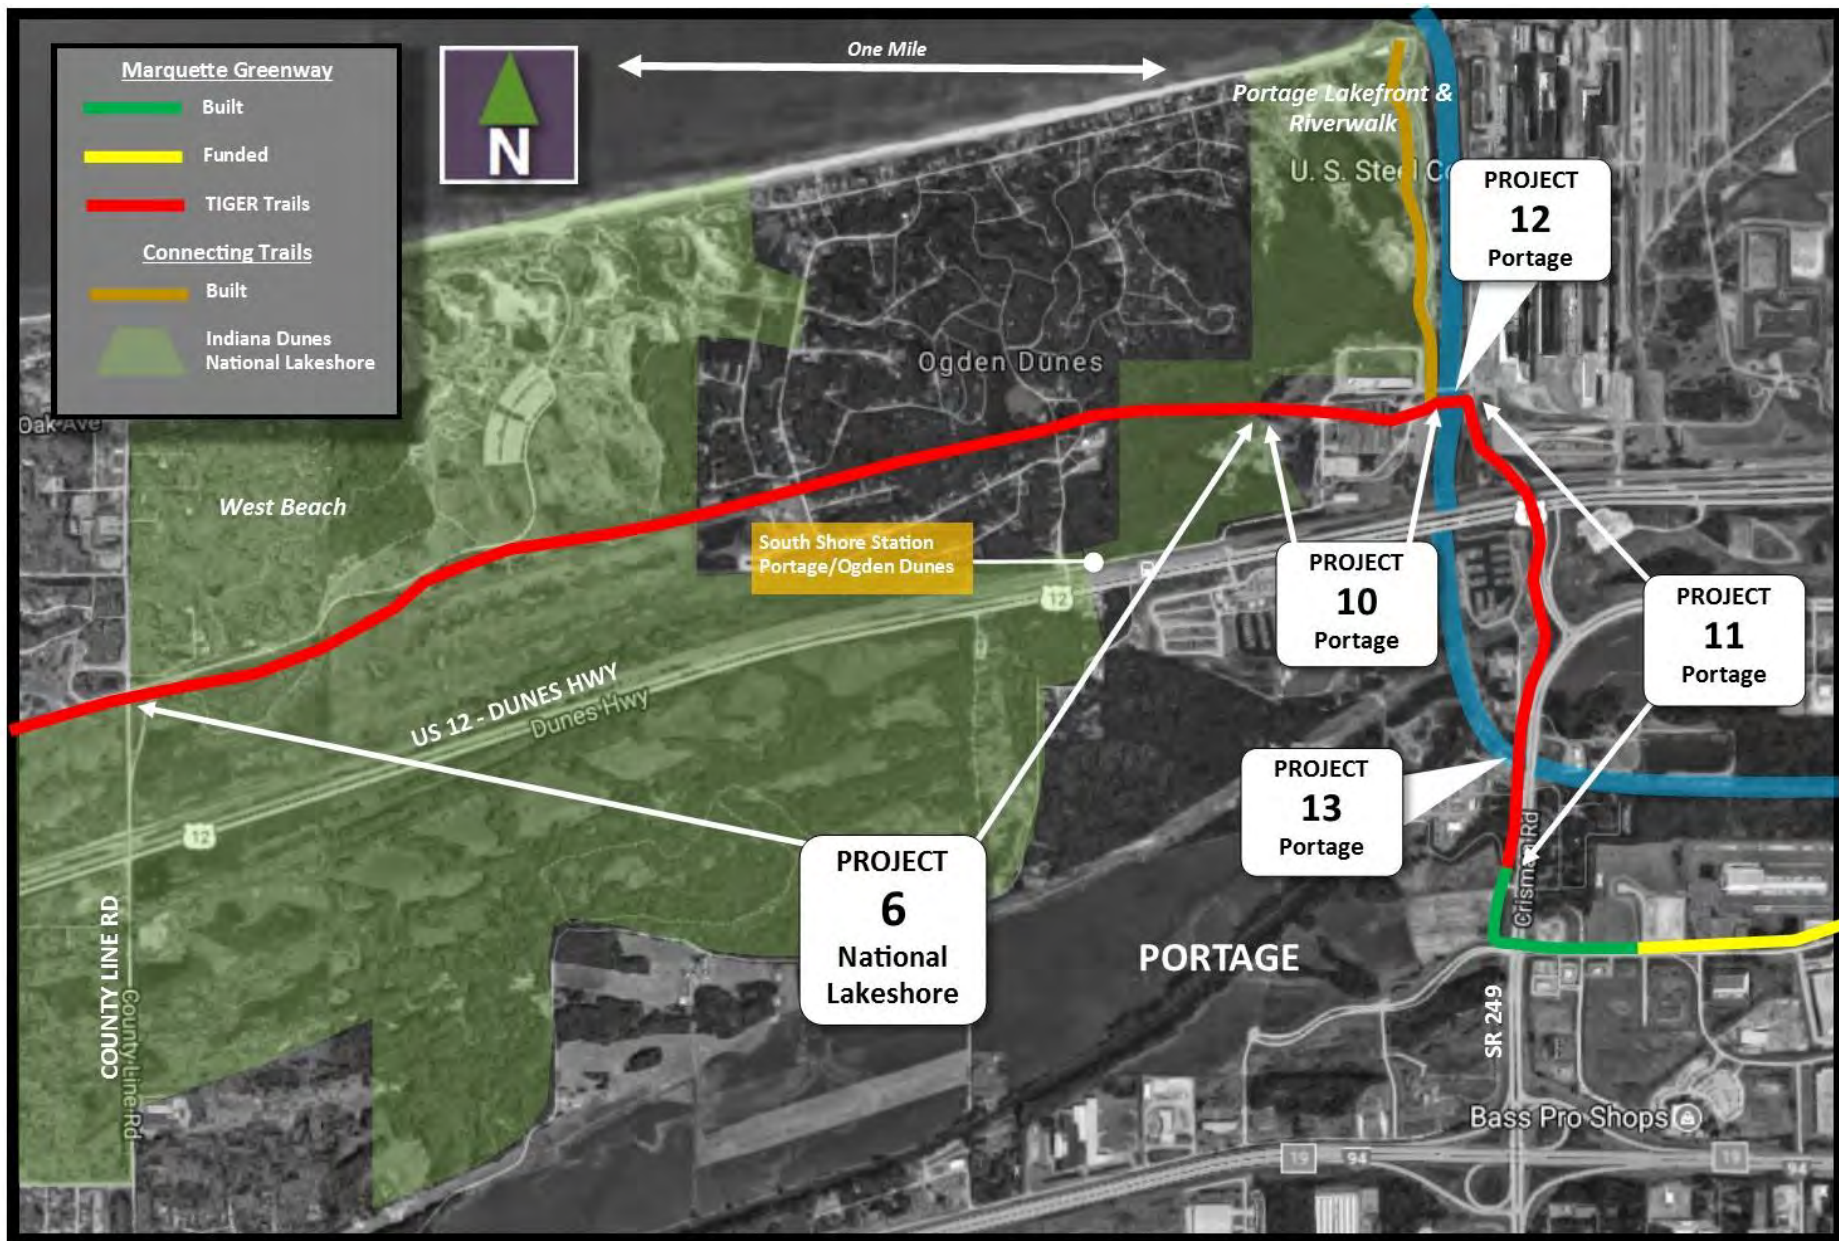 Marquette Greenway
Built
Funded
TIGER Trails
Connecting Trails
Built
Indiana Dunes
National Lakeshore
N
One Mile
Portage Lakefront &
Riverwalk
U. S. Steel Co
PROJECT
12
Portage
Ogden Dunes
Oak Ave
West Beach
South Shore Station
Portage/Ogden Dunes
12
PROJECT
10
Portage
PROJECT
11
Portage
US 12 - DUNES HWY
Dunes Hwy
12
PROJECT
13
Portage
Crisman Rd
PROJECT
6
National
Lakeshore
PORTAGE
COUNTY LINE RD
County Line Rd
SR 249
Bass Pro Shops
19
94
19
94